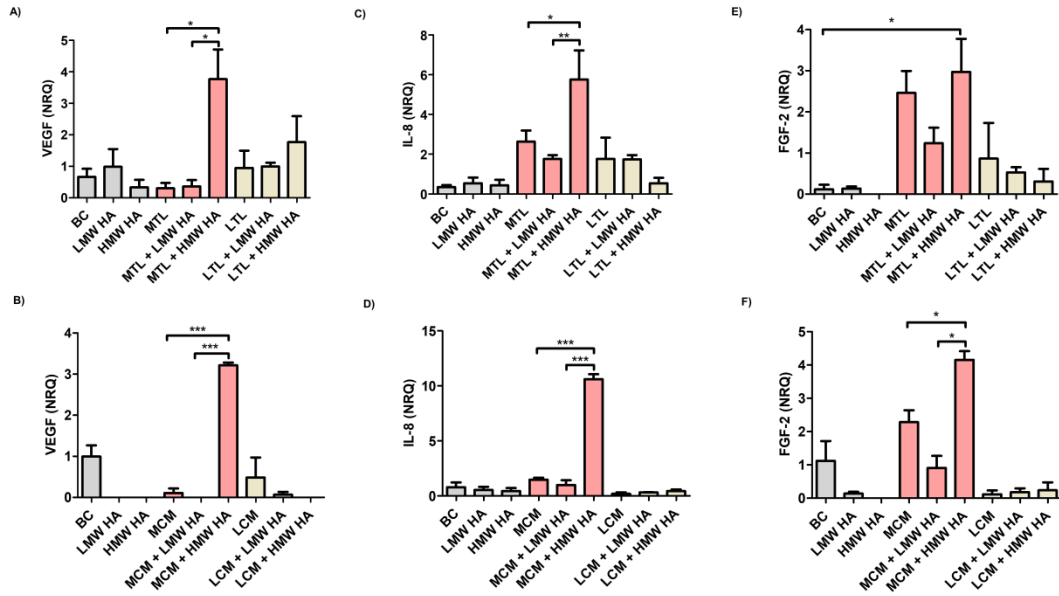 A)
VEGF (NRQ)
5
4
3
2
1
0
*
*
BC
LMW HA
HMW HA
MTL
MTL + LMW HA
MTL + HMW HA
LTL
LTL + LMW HA
LTL + HMW HA
C)
IL-8 (NRQ)
8
6
4
2
0
*
**
BC
LMW HA
HMW HA
MTL
MTL + LMW HA
MTL + HMW HA
LTL
LTL + LMW HA
LTL + HMW HA
E)
FGF-2 (NRQ)
4
3
2
1
0
*
BC
LMW HA
HMW HA
MTL
MTL + LMW HA
MTL + HMW HA
LTL
LTL + LMW HA
LTL + HMW HA
B)
VEGF (NRQ)
4
3
2
1
0
***
***
BC
LMW HA
HMW HA
MCM
MCM + LMW HA
MCM + HMW HA
LCM
LCM + LMW HA
LCM + HMW HA
D)
IL-8 (NRQ)
15
10
5
0
***
***
BC
LMW HA
HMW HA
MCM
MCM + LMW HA
MCM + HMW HA
LCM
LCM + LMW HA
LCM + HMW HA
F)
FGF-2 (NRQ)
5
4
3
2
1
0
*
*
BC
LMW HA
HMW HA
MCM
MCM + LMW HA
MCM + HMW HA
LCM
LCM + LMW HA
LCM + HMW HA